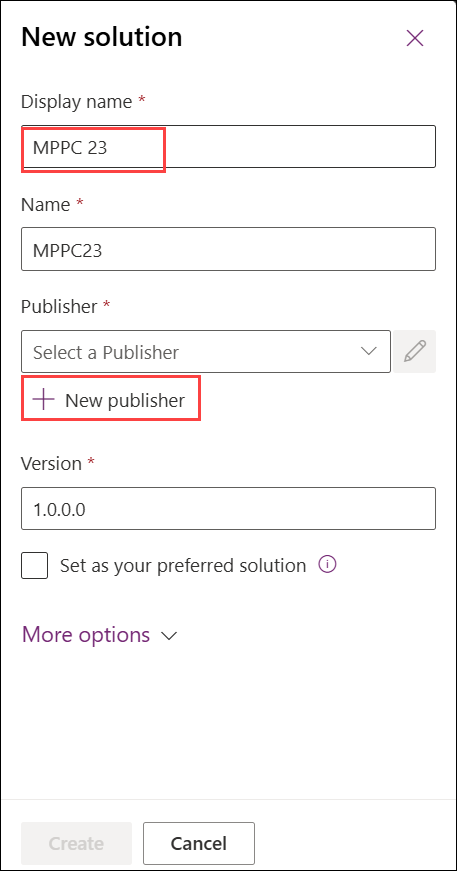 New solution
Display name *
MPPC 23
Name *
MPPC23
Publisher *
Select a Publisher
New publisher
Version *
1.0.0.0
Set as your preferred solution
More options
Create
Cancel